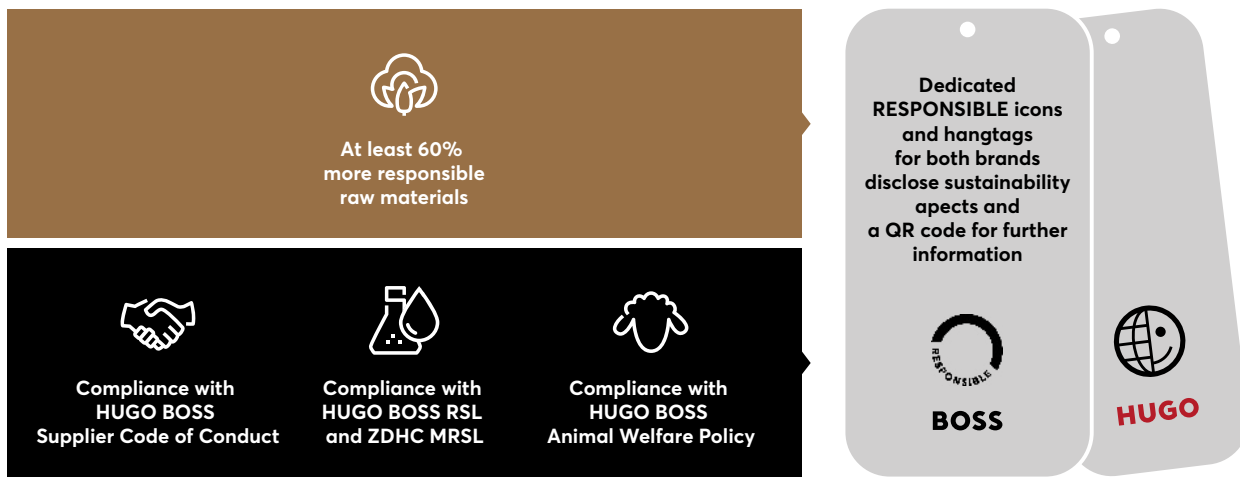 At least 60%
more responsible
raw materials
Compliance with
HUGO BOSS
Supplier Code of Conduct
Compliance with
HUGO BOSS RSL
and ZDHC MRSL
Compliance with
HUGO BOSS
Animal Welfare Policy
Dedicated
RESPONSIBLE icons
and hangtags
for both brands
disclose sustainability
apects and
a QR code for further
information
RESPONSIBLE
BOSS
HUGO